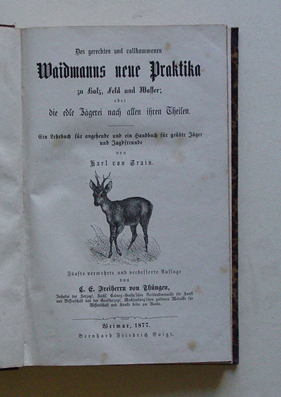 Des gerechten und vollkommenen
Waidmanns neue Praktika
zu Holz, Feld und Wasser;
oder
die edle Jägerei nach allen ihren Theilen.
Ein Lehrbuch für angehende und ein Handbuch für geübte Jäger
und Jagdfreunde
von
Karl von Train.
Fünfte vermehrte und verbesserte Auflage
von
C. E. Freiherrn von Thüngen,
Weimar, 1877.
Bernhard Friedrich Voigt.